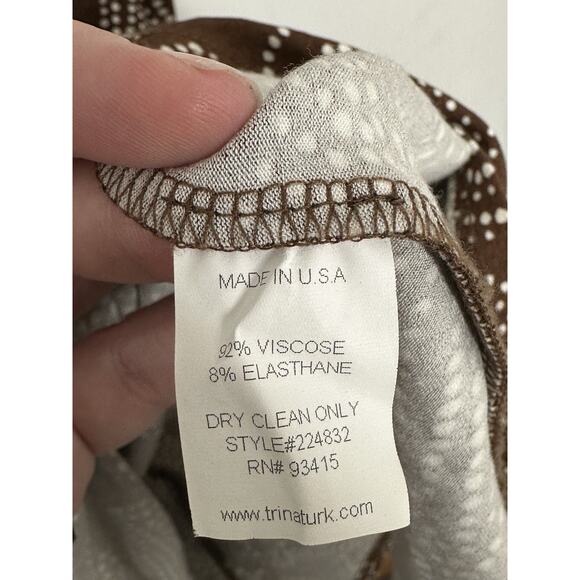 MADE IN U.S.A
92% VISCOSE
8% ELASTHANE
DRY CLEAN ONLY
STYLE#224832
RN# 93415
www.trinaturk.com